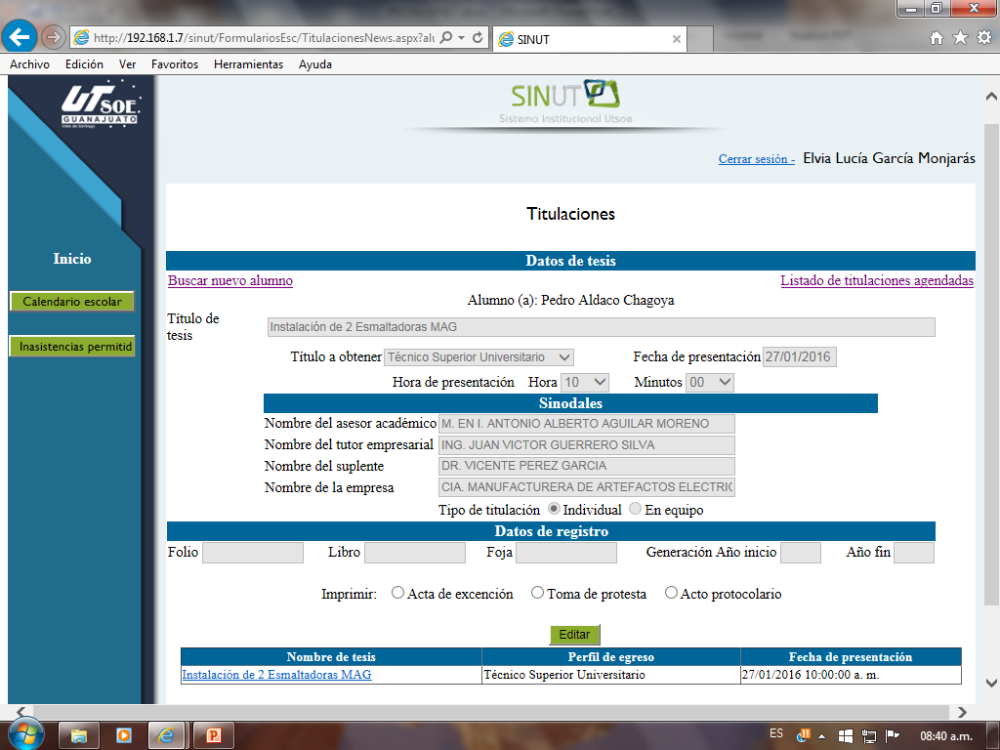 http://192.168.1.7/sinut/FormulariosEsc/TitulacionesNews.aspx?alu
SINUT
Archivo Edición Ver Favoritos Herramientas Ayuda
UTSOE
GUANAJUATO
Valle de Santiago
SINUT
Sistema Institucional Utsoe
Cerrar sesión - Elvia Lucía García Monjarás
Titulaciones
Inicio
Calendario escolar
Inasistencias permitid
Datos de tesis
Buscar nuevo alumno Listado de titulaciones agendadas
Alumno (a): Pedro Aldaco Chagoya
Título de tesis Instalación de 2 Esmaltadoras MAG
Título a obtener Técnico Superior Universitario Fecha de presentación 27/01/2016
Hora de presentación Hora 10 Minutos 00
Sinodales
Nombre del asesor académico M. EN I. ANTONIO ALBERTO AGUILAR MORENO
Nombre del tutor empresarial ING. JUAN VICTOR GUERRERO SILVA
Nombre del suplente DR. VICENTE PEREZ GARCIA
Nombre de la empresa CIA. MANUFACTURERA DE ARTEFACTOS ELECTRIC
Tipo de titulación Individual En equipo
Datos de registro
Folio Libro Foja Generación Año inicio Año fin
Imprimir: Acta de excención Toma de protesta Acto protocolario
Editar
Nombre de tesis Perfil de egreso Fecha de presentación
Instalación de 2 Esmaltadoras MAG Técnico Superior Universitario 27/01/2016 10:00:00 a. m.
ES 08:40 a.m.